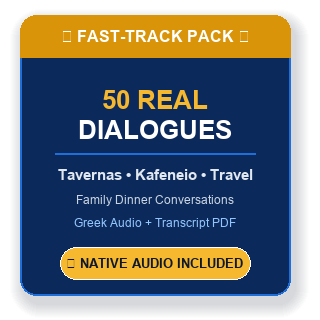 FAST-TRACK PACK
50 REAL
DIALOGUES
Tavernas • Kafeneio • Travel
Family Dinner Conversations
Greek Audio + Transcript PDF
NATIVE AUDIO INCLUDED